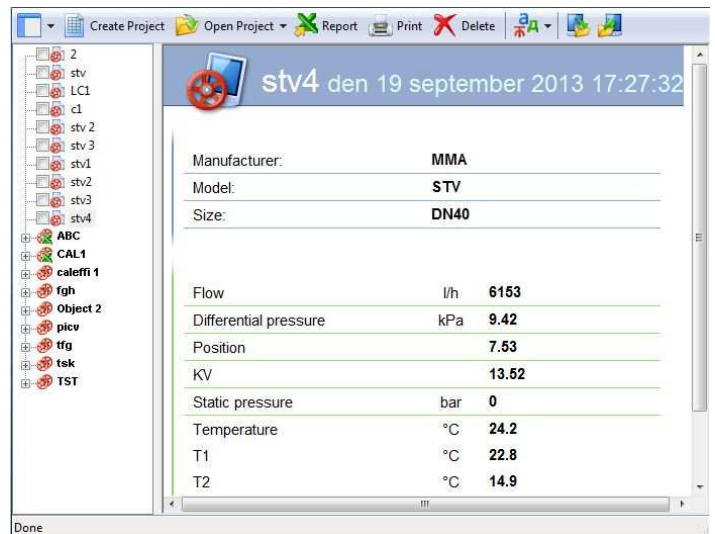 Create Project Open Project Report Print Delete
2
stv
LC1
c1
stv 2
stv 3
stv1
stv2
stv3
stv4
ABC
CAL1
caleffi 1
fgh
Object 2
picv
tfg
tsk
TST
stv4 den 19 september 2013 17:27:32
Manufacturer: MMA
Model: STV
Size: DN40
Flow l/h 6153
Differential pressure kPa 9.42
Position 7.53
KV 13.52
Static pressure bar 0
Temperature °C 24.2
T1 °C 22.8
T2 °C 14.9
Done